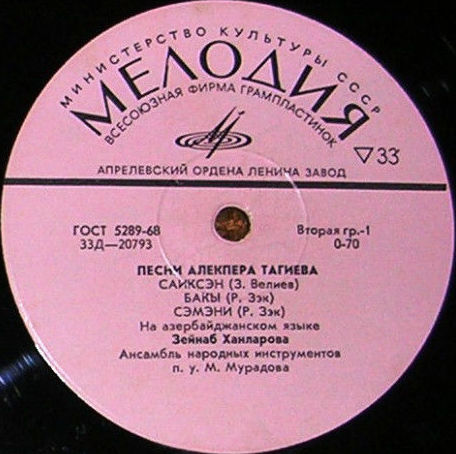 МИНИСТЕРСТВО КУЛЬТУРЫ СССР
МЕЛОДИЯ
ВСЕСОЮЗНАЯ ФИРМА ГРАМПЛАСТИНОК
33
АПРЕЛЕВСКИЙ ОРДЕНА ЛЕНИНА ЗАВОД
ГОСТ 5289-68 Вторая гр.-1
33Д—20793 0-70
ПЕСНИ АЛЕКПЕРА ТАГИЕВА
САИКСЭН (З. Велиев)
БАКЫ (Р. Зэк)
СЭМЭНИ (Р. Зэк)
На азербайджанском языке
Зейнаб Ханларова
Ансамбль народных инструментов
п. у. М. Мурадова